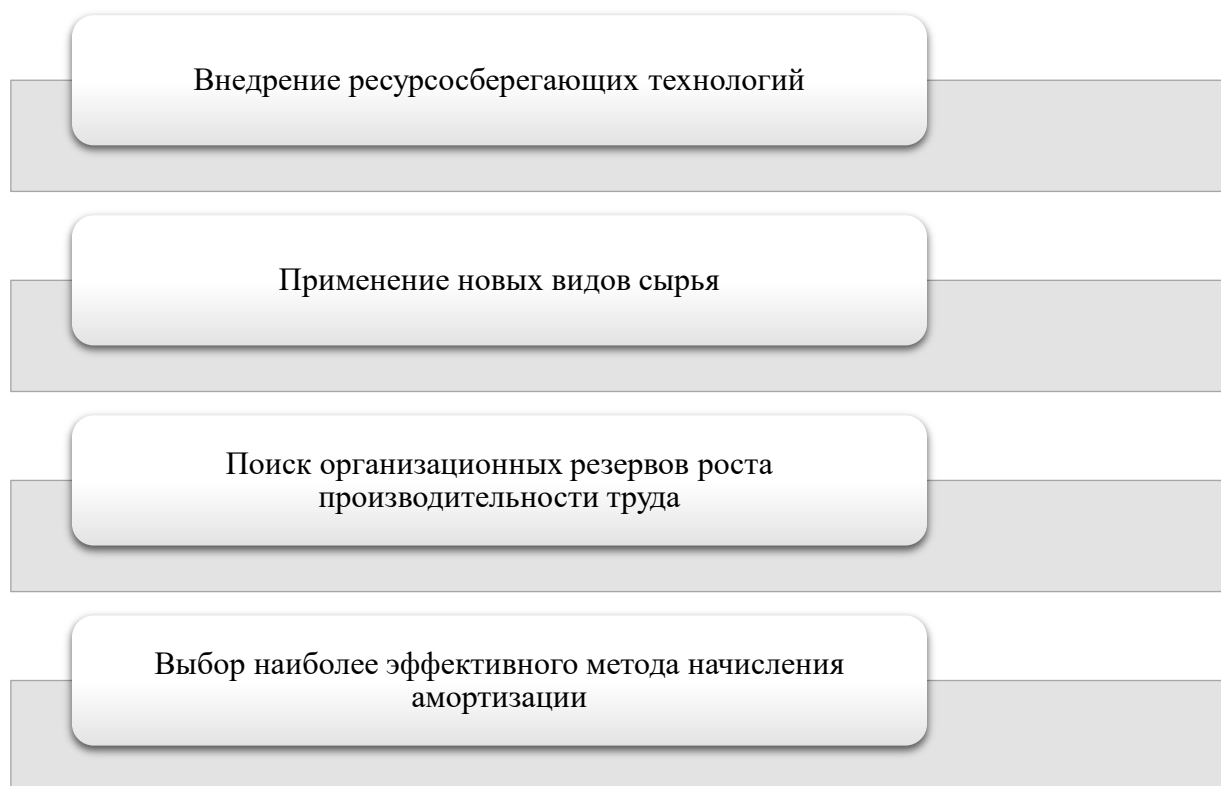 Внедрение ресурсосберегающих технологий
Применение новых видов сырья
Поиск организационных резервов роста
производительности труда
Выбор наиболее эффективного метода начисления
амортизации